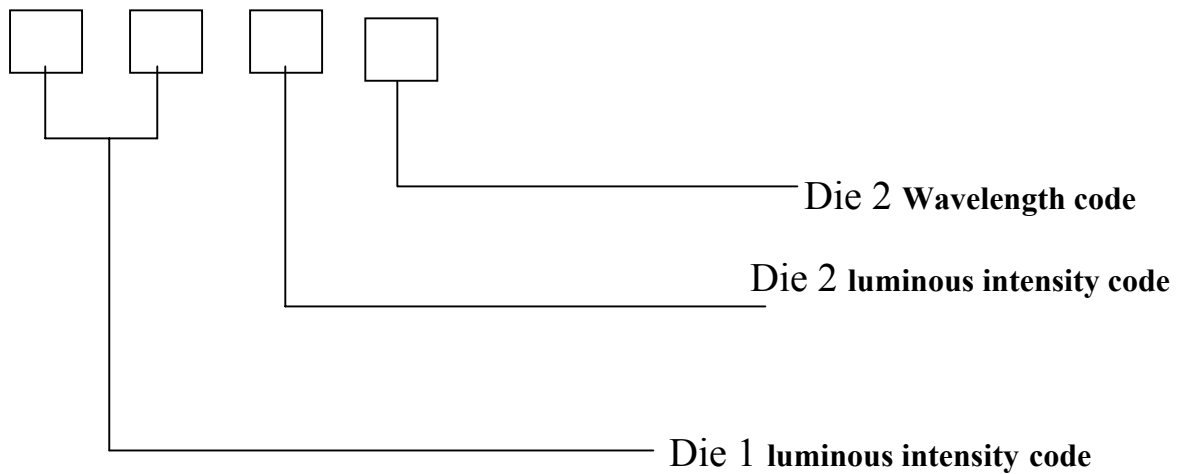 Die 2 Wavelength code
Die 2 luminous intensity code
Die 1 luminous intensity code